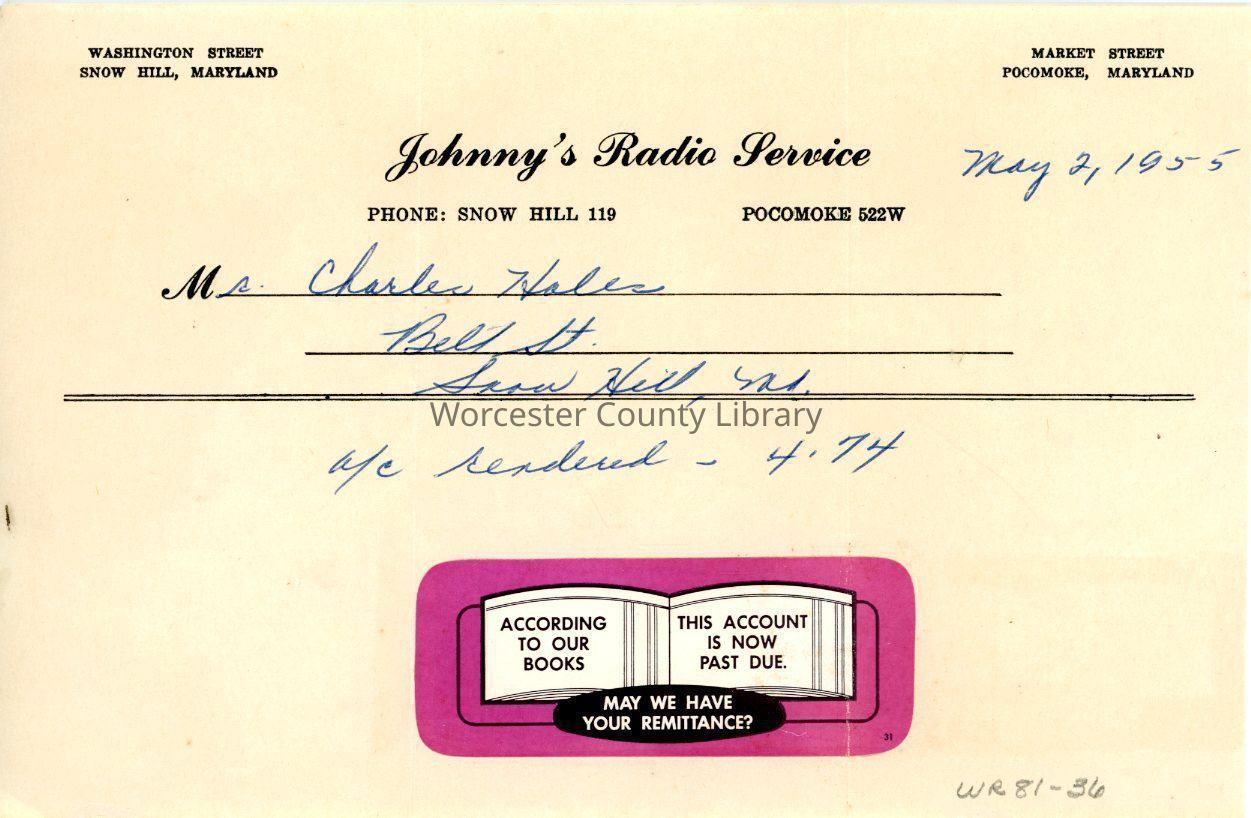 WASHINGTON STREET
SNOW HILL, MARYLAND
MARKET STREET
POCOMOKE, MARYLAND
Johnny's Radio Service
May 2, 1955
PHONE: SNOW HILL 119 POCOMOKE 522W
Mr. Charles Hales
Belt St.
Snow Hill, Md.
Worcester County Library
a/c rendered - 4.74
ACCORDING
TO OUR
BOOKS
THIS ACCOUNT
IS NOW
PAST DUE.
MAY WE HAVE
YOUR REMITTANCE?
31
WR81-36